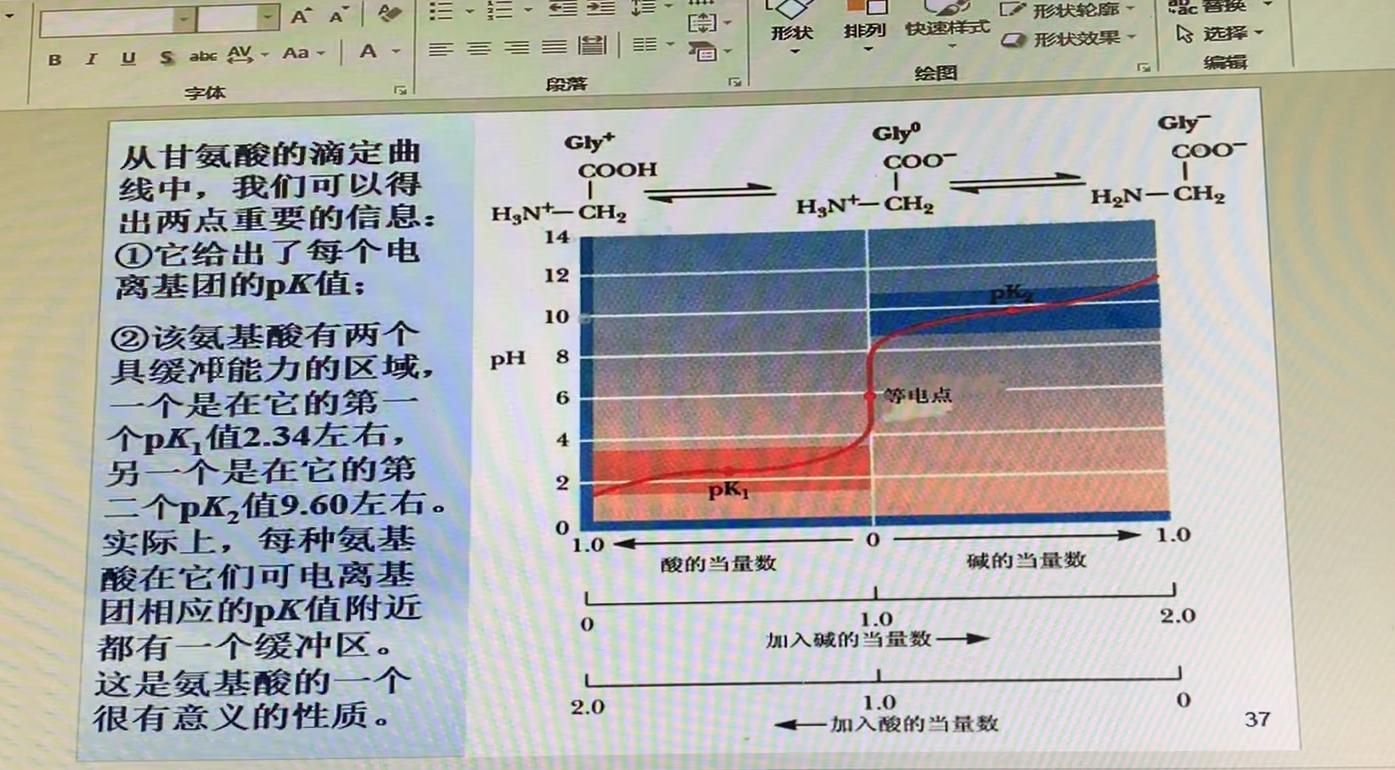 B I U S abc AV Aa A
A A A
字体
段落
形状
排列
快速样式
形状轮廓
形状效果
绘图
替换
选择
编辑
从甘氨酸的滴定曲
线中，我们可以得
出两点重要的信息：
①它给出了每个电
离基团的pK值；
②该氨基酸有两个
具缓冲能力的区域，
一个是在它的第一
个pK₁值2.34左右，
另一个是在它的第
二个pK₂值9.60左右。
实际上，每种氨基
酸在它们可电离基
团相应的pK值附近
都有一个缓冲区。
这是氨基酸的一个
很有意义的性质。
Gly⁺
COOH
H₃N⁺—CH₂
Gly⁰
COO⁻
H₃N⁺—CH₂
Gly⁻
COO⁻
H₂N—CH₂
14
12
10
8
6
4
2
0
pH
pK₂
等电点
pK₁
1.0 0 1.0
酸的当量数 碱的当量数
0 1.0 2.0
加入碱的当量数
2.0 1.0 0
加入酸的当量数
37